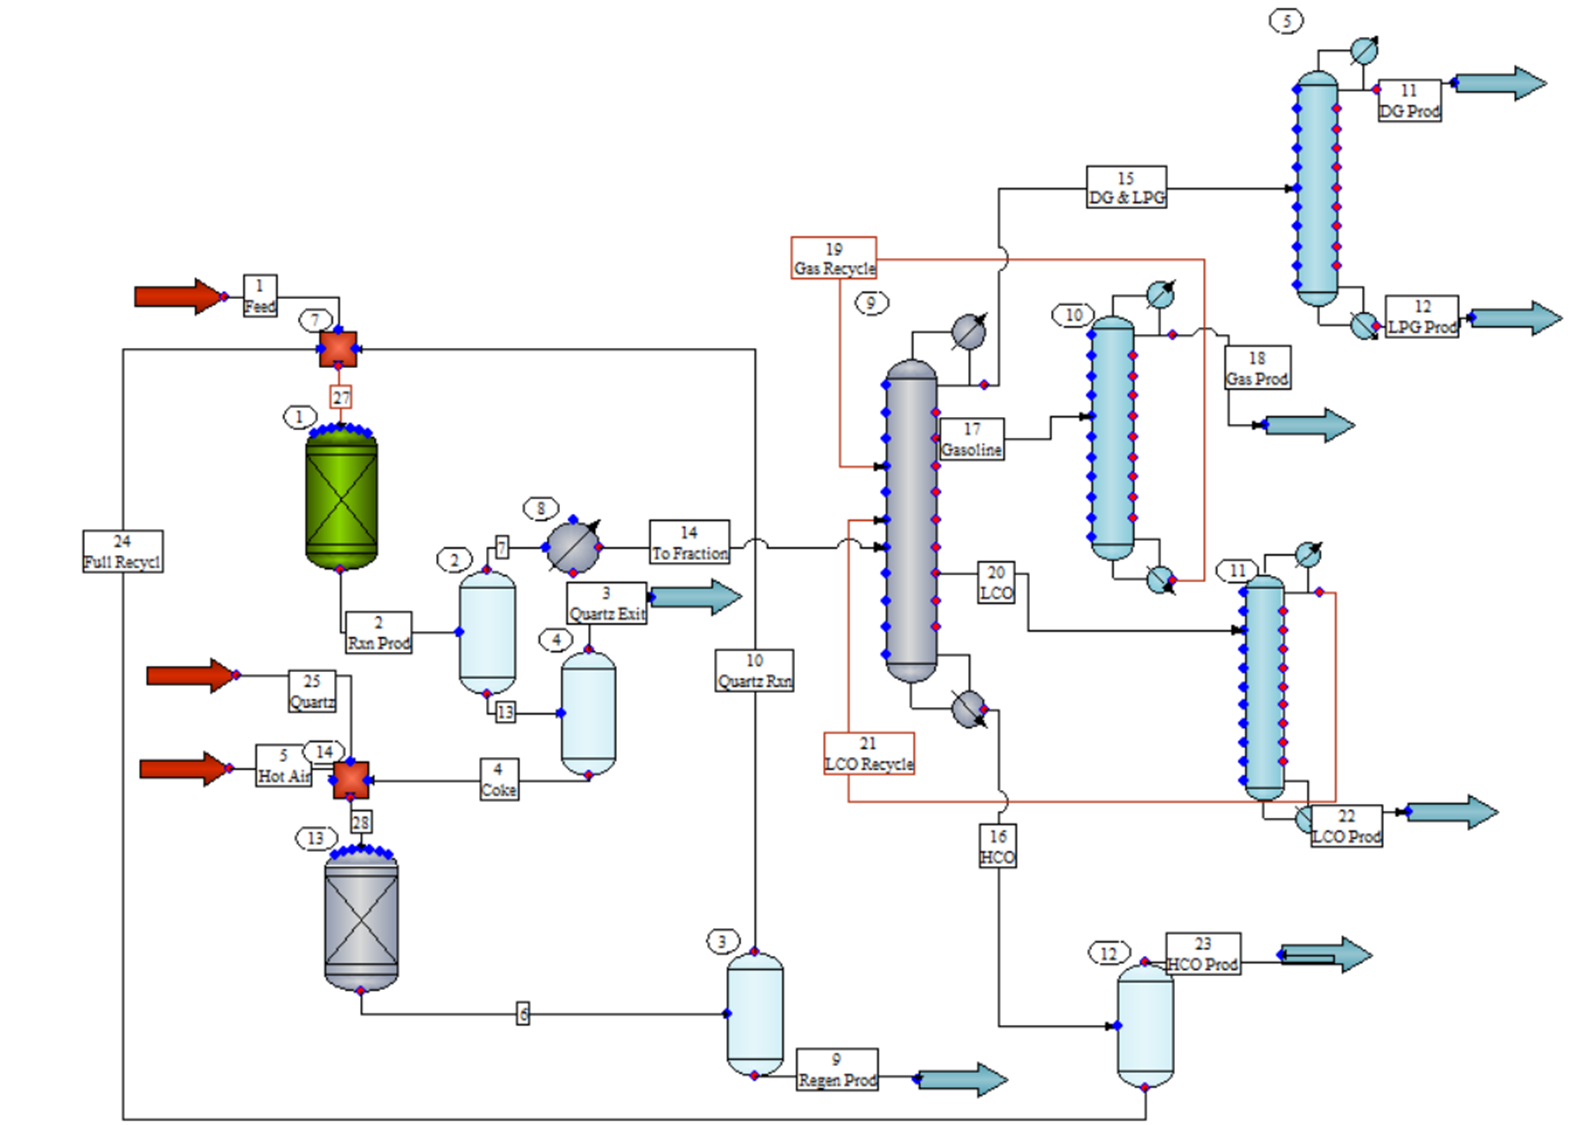 5
11
DG Prod
15
DG & LPG
12
LPG Prod
19
Gas Recycle
9
10
1
Feed
7
18
Gas Prod
27
1
17
Gasoline
24
Full Recycl
8
7
14
To Fraction
2
3
Quartz Exit
20
LCO
11
2
Rxn Prod
4
10
Quartz Rxn
25
Quartz
13
21
LCO Recycle
5
Hot Air
14
4
Coke
22
LCO Prod
28
13
16
HCO
3
12
23
HCO Prod
6
9
Regen Prod